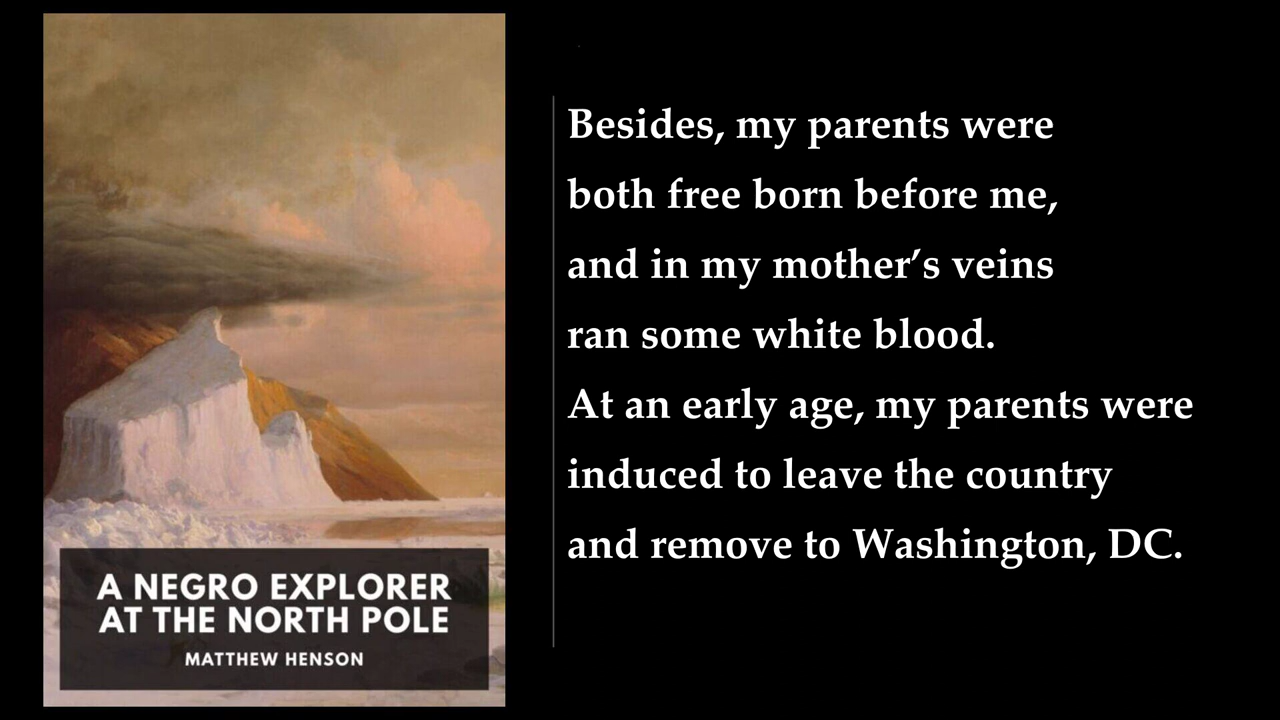 A NEGRO EXPLORER
AT THE NORTH POLE
MATTHEW HENSON
Besides, my parents were
both free born before me,
and in my mother’s veins
ran some white blood.
At an early age, my parents were
induced to leave the country
and remove to Washington, DC.